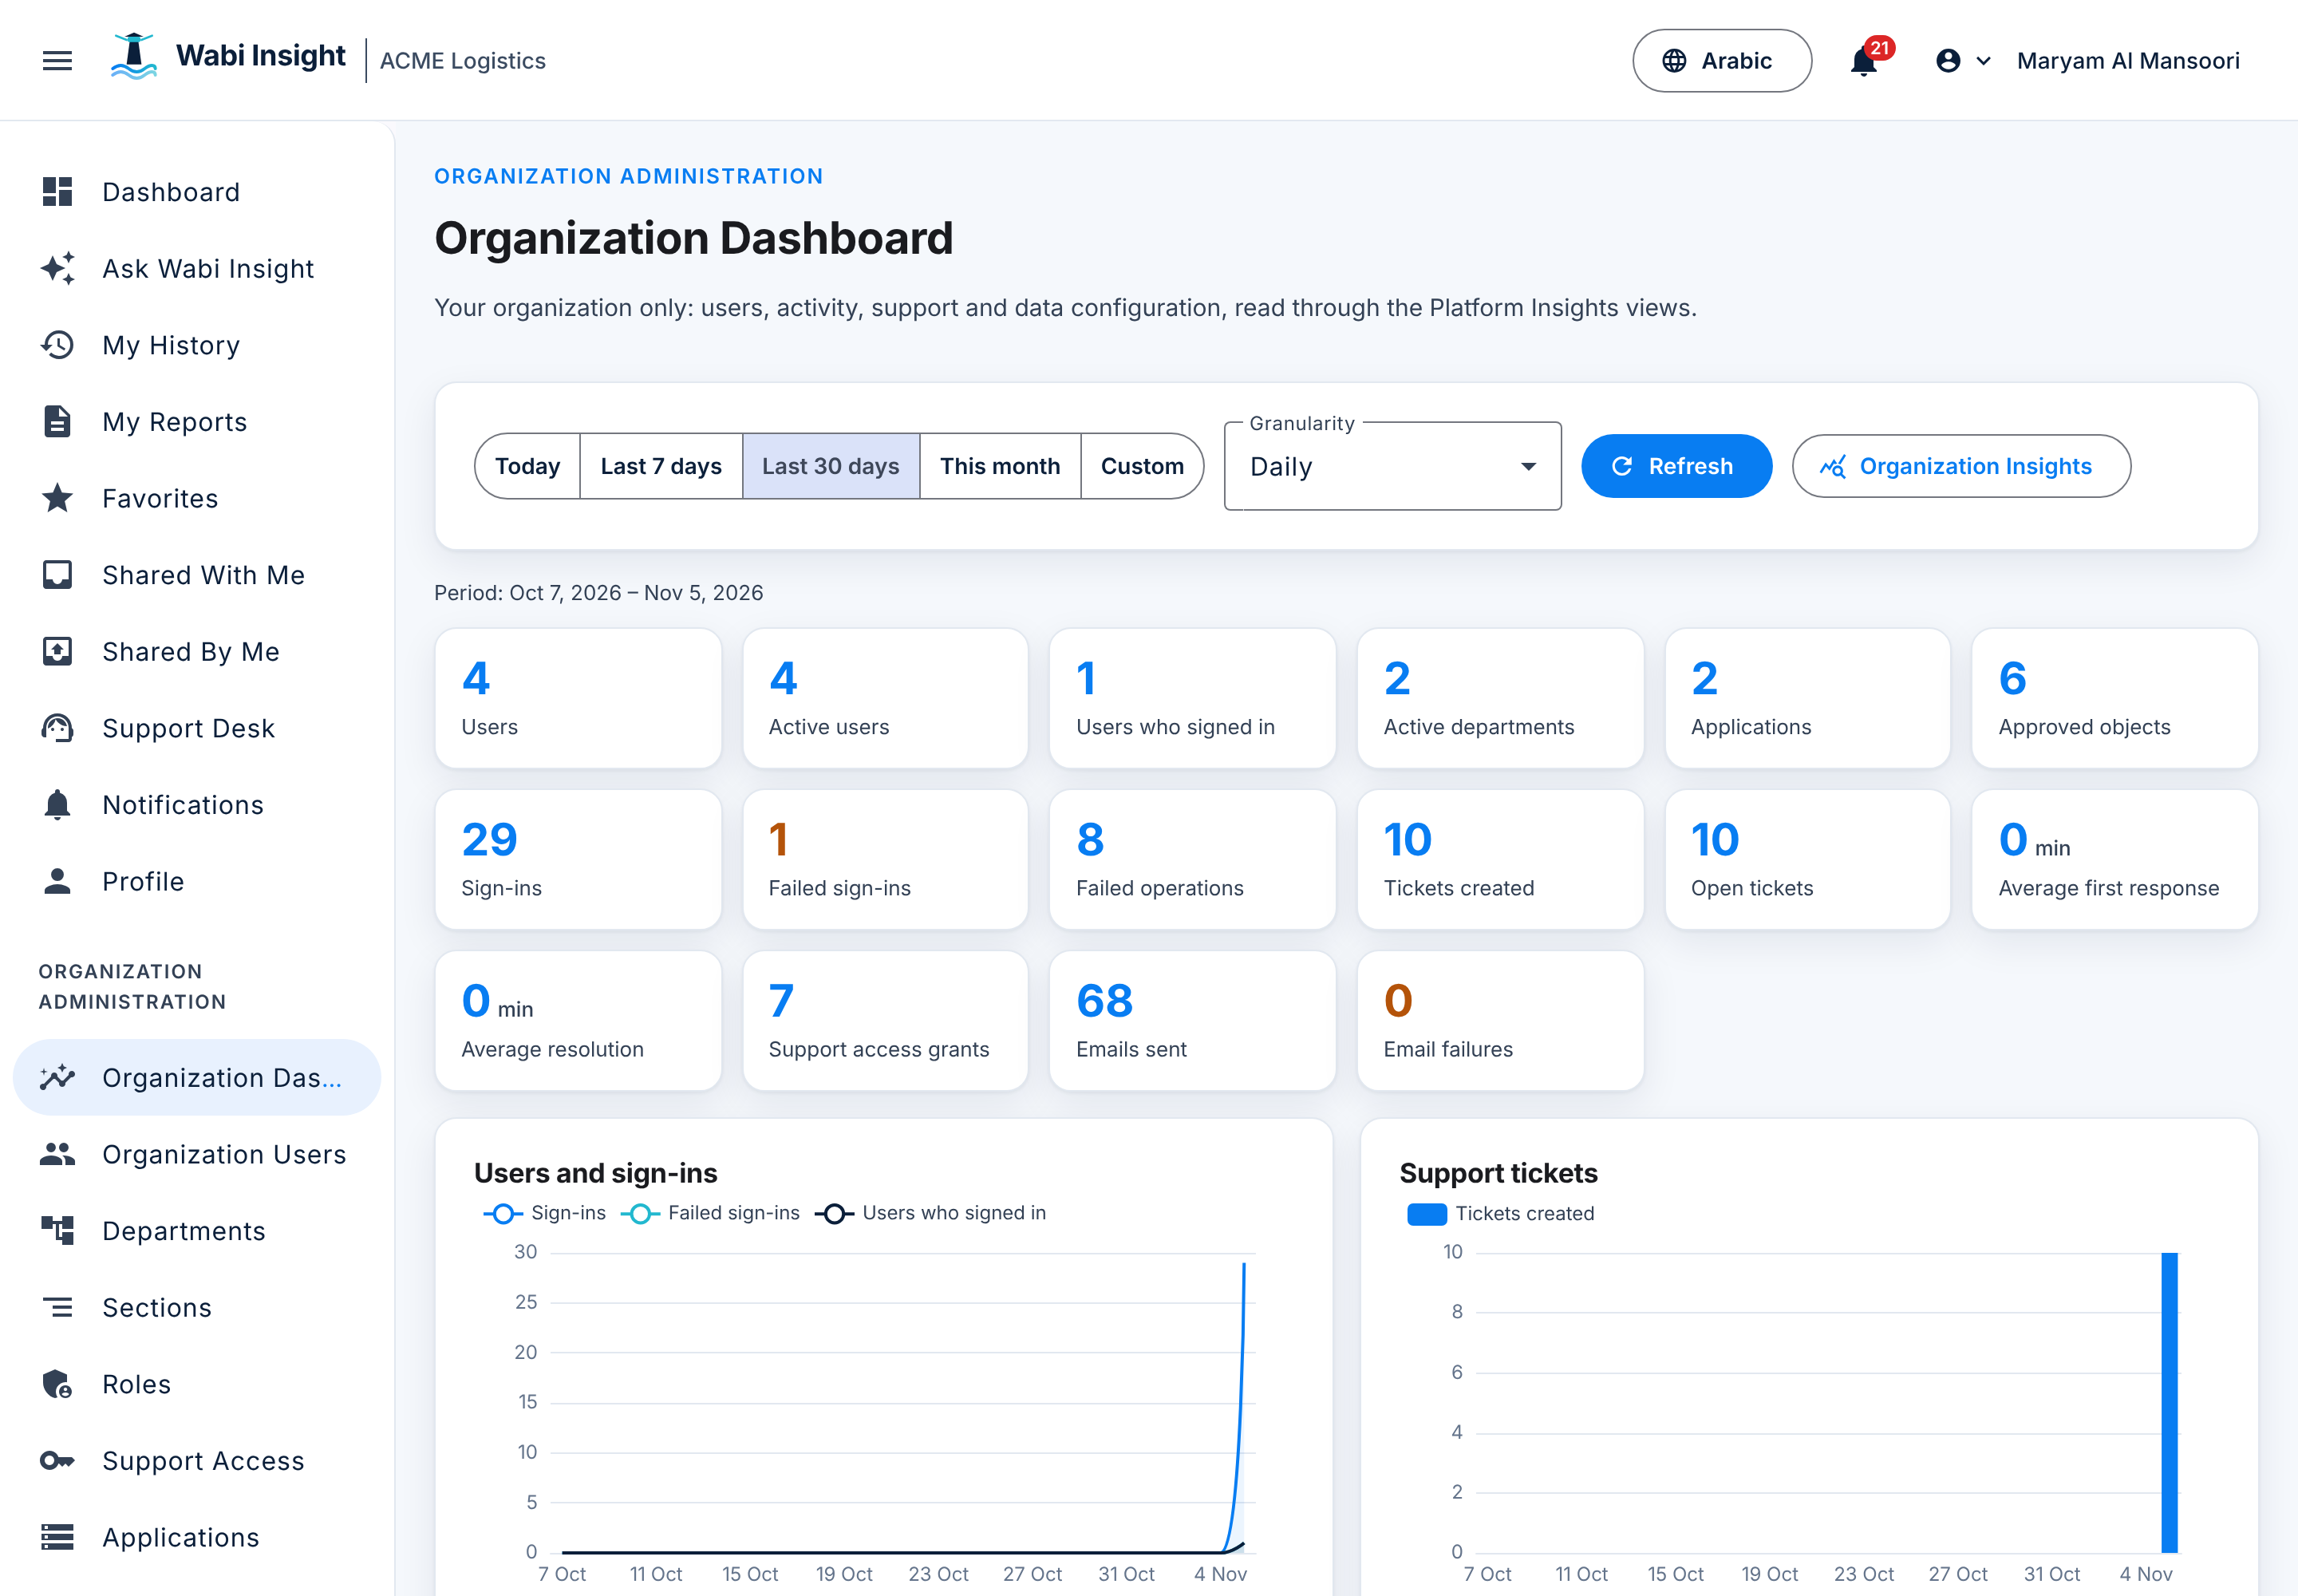 Wabi Insight
ACME Logistics
Arabic
21
Maryam Al Mansoori
Dashboard
Ask Wabi Insight
My History
My Reports
Favorites
Shared With Me
Shared By Me
Support Desk
Notifications
Profile
ORGANIZATION
ADMINISTRATION
Organization Das...
Organization Users
Departments
Sections
Roles
Support Access
Applications
ORGANIZATION ADMINISTRATION
Organization Dashboard
Your organization only: users, activity, support and data configuration, read through the Platform Insights views.
Today
Last 7 days
Last 30 days
This month
Custom
Granularity
Daily
Refresh
Organization Insights
Period: Oct 7, 2026 – Nov 5, 2026
4
Users
4
Active users
1
Users who signed in
2
Active departments
2
Applications
6
Approved objects
29
Sign-ins
1
Failed sign-ins
8
Failed operations
10
Tickets created
10
Open tickets
0 min
Average first response
0 min
Average resolution
7
Support access grants
68
Emails sent
0
Email failures
Users and sign-ins
Sign-ins
Failed sign-ins
Users who signed in
30
25
20
15
10
5
0
7 Oct
11 Oct
15 Oct
19 Oct
23 Oct
27 Oct
31 Oct
4 Nov
Support tickets
Tickets created
10
8
6
4
2
0
7 Oct
11 Oct
15 Oct
19 Oct
23 Oct
27 Oct
31 Oct
4 Nov